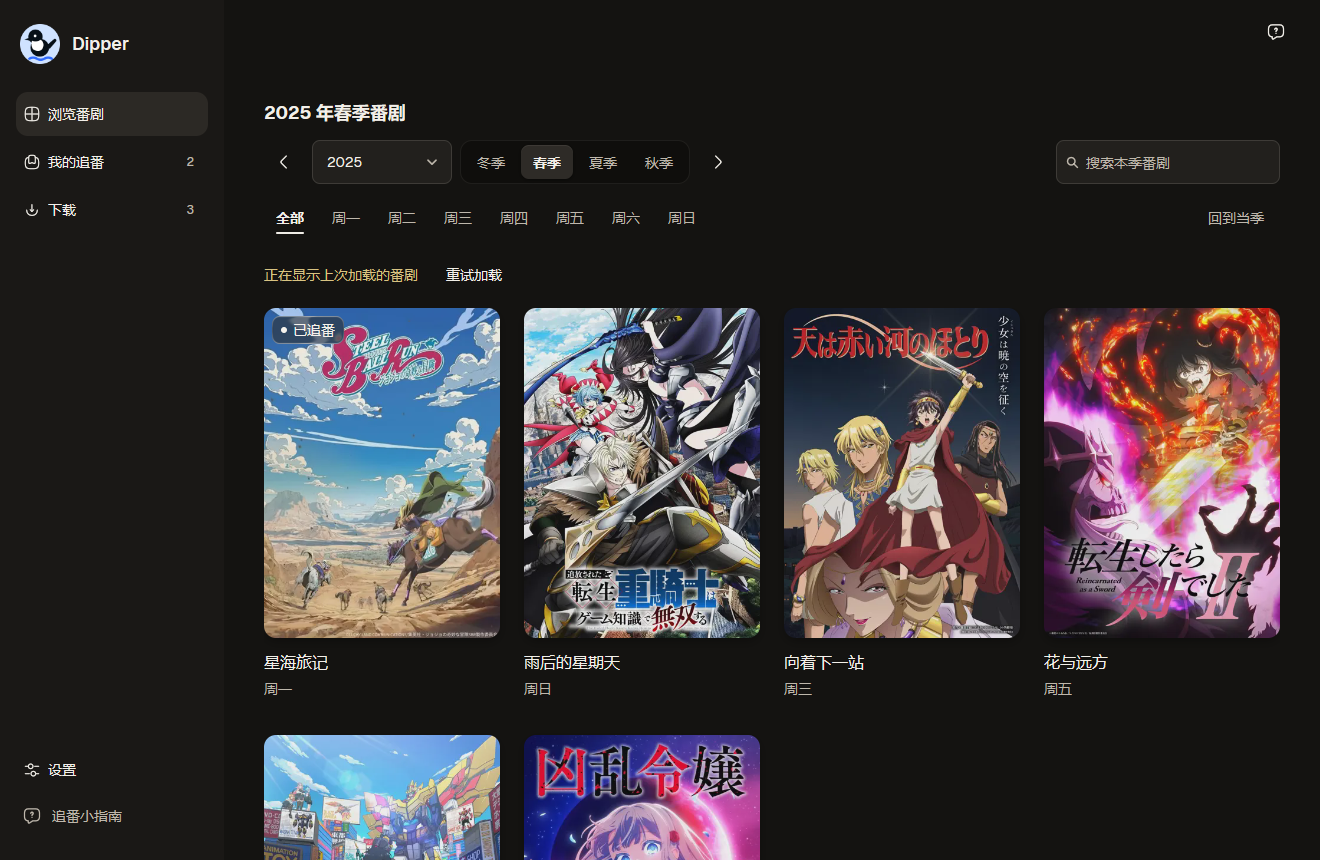 Dipper
浏览番剧
我的追番 2
下载 3
设置
追番小指南
2025 年春季番剧
2025 冬季 春季 夏季 秋季 搜索本季番剧
全部 周一 周二 周三 周四 周五 周六 周日 回到当季
正在显示上次加载的番剧 重试加载
已追番
STEEL
BALL RUN
星海旅记
周一
追放された
転生重騎士は
ゲーム知識で無双する
雨后的星期天
周日
天は赤い河のほとり
少女は暁の空を征く
向着下一站
周三
転生したら
Reincarnated
as a Sword
剣でした II
花与远方
周五
凶乱令嬢